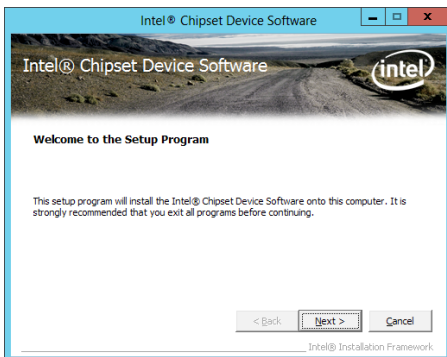 Intel® Chipset Device Software
Intel® Chipset Device Software
intel
Welcome to the Setup Program
This setup program will install the Intel® Chipset Device Software onto this computer. It is
strongly recommended that you exit all programs before continuing.
< Back Next > Cancel
Intel® Installation Framework